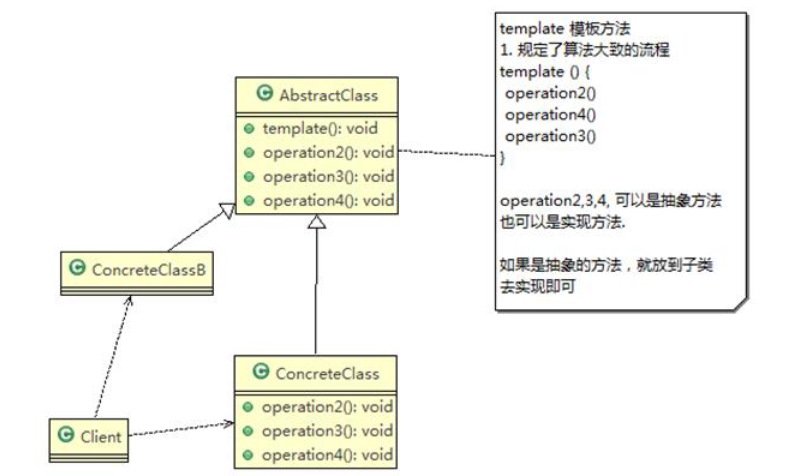 template 模板方法
1. 规定了算法大致的流程
template () {
operation2()
operation4()
operation3()
}
operation2,3,4, 可以是抽象方法
也可以是实现方法.
如果是抽象的方法，就放到子类
去实现即可
C AbstractClass
template(): void
operation2(): void
operation3(): void
operation4(): void
C ConcreteClassB
C ConcreteClass
operation2(): void
operation3(): void
operation4(): void
C Client